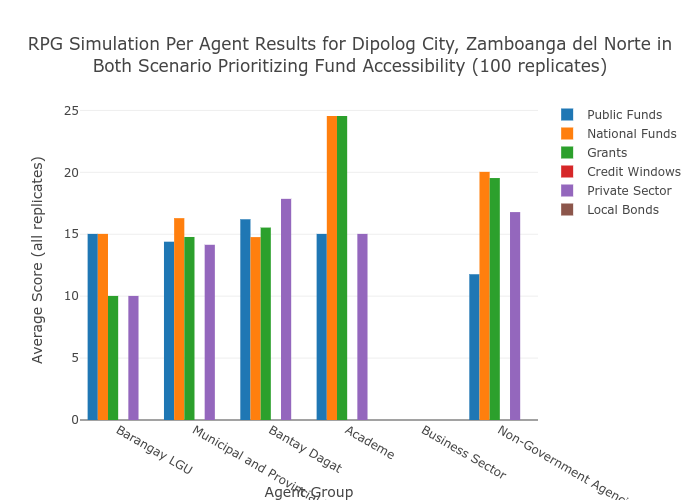 RPG Simulation Per Agent Results for Dipolog City, Zamboanga del Norte in
Both Scenario Prioritizing Fund Accessibility (100 replicates)
Public Funds
National Funds
Grants
Credit Windows
Private Sector
Local Bonds
Average Score (all replicates)
25
20
15
10
5
0
Barangay LGU
Municipal and
Bantay Dagat
Academe
Business Sector
Non-Government
Agent Group